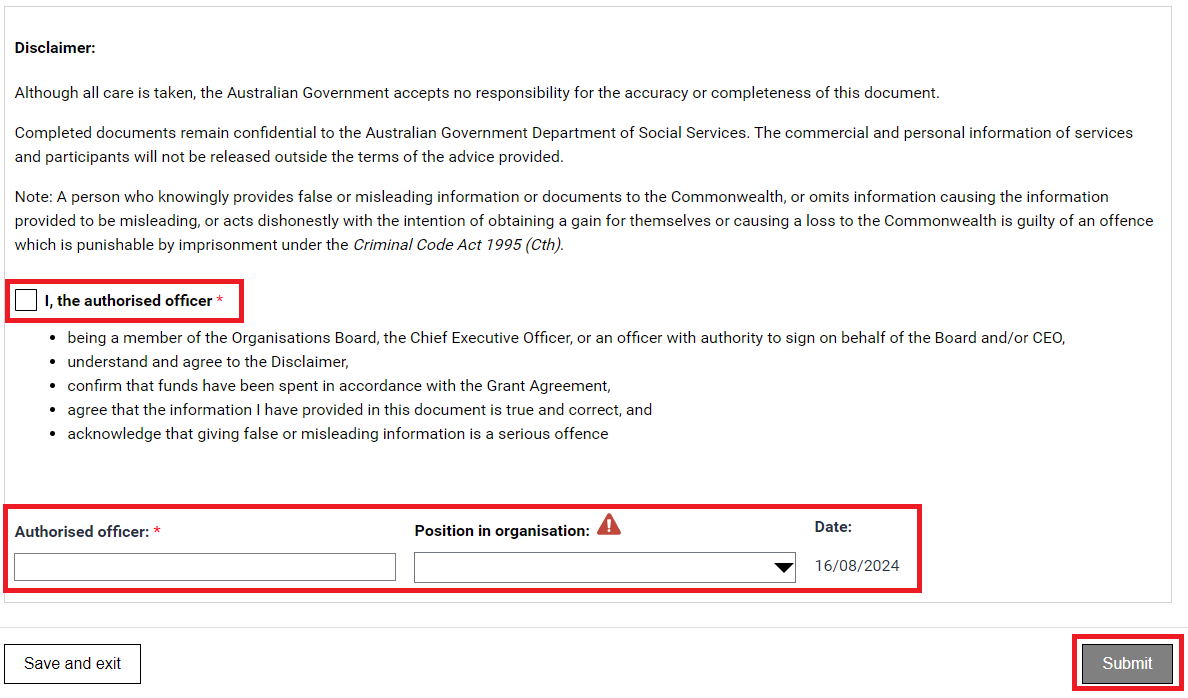 Disclaimer:
Although all care is taken, the Australian Government accepts no responsibility for the accuracy or completeness of this document.
Completed documents remain confidential to the Australian Government Department of Social Services. The commercial and personal information of services
and participants will not be released outside the terms of the advice provided.
Note: A person who knowingly provides false or misleading information or documents to the Commonwealth, or omits information causing the information
provided to be misleading, or acts dishonestly with the intention of obtaining a gain for themselves or causing a loss to the Commonwealth is guilty of an offence
which is punishable by imprisonment under the Criminal Code Act 1995 (Cth).
I, the authorised officer *
• being a member of the Organisations Board, the Chief Executive Officer, or an officer with authority to sign on behalf of the Board and/or CEO,
• understand and agree to the Disclaimer,
• confirm that funds have been spent in accordance with the Grant Agreement,
• agree that the information I have provided in this document is true and correct, and
• acknowledge that giving false or misleading information is a serious offence
Authorised officer: * Position in organisation: Date:
16/08/2024
Save and exit Submit